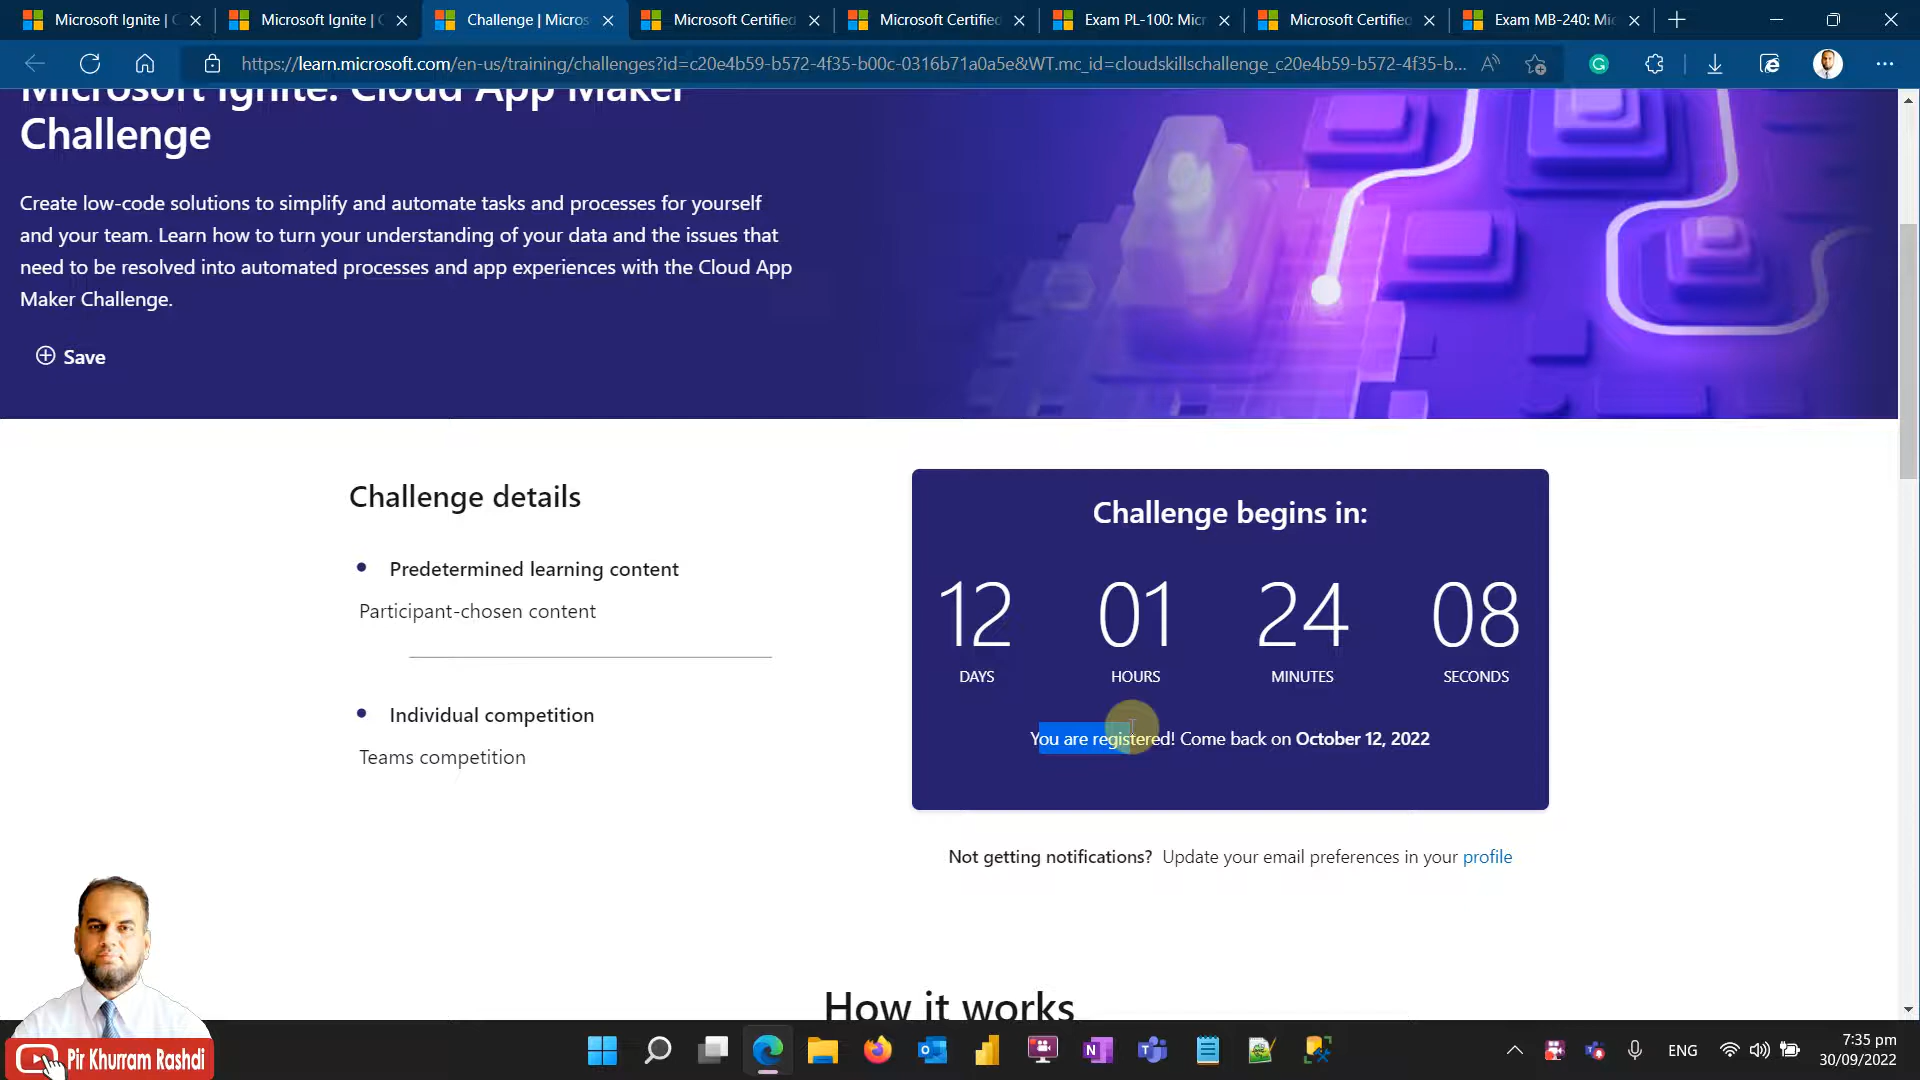 Microsoft Ignite | C
Microsoft Ignite | C
Challenge | Micros
Microsoft Certified
Microsoft Certified
Exam PL-100: Micr
Microsoft Certified
Exam MB-240: Mi
https://learn.microsoft.com/en-us/training/challenges?id=c20e4b59-b572-4f35-b00c-0316b71a0a5e&WT.mc_id=cloudskillschallenge_c20e4b59-b572-4f35-b...
Microsoft Ignite: Cloud App Maker
Challenge
Create low-code solutions to simplify and automate tasks and processes for yourself
and your team. Learn how to turn your understanding of your data and the issues that
need to be resolved into automated processes and app experiences with the Cloud App
Maker Challenge.
Save
Challenge details
Predetermined learning content
Participant-chosen content
Individual competition
Teams competition
Challenge begins in:
12 01 24 08
DAYS HOURS MINUTES SECONDS
You are registered! Come back on October 12, 2022
Not getting notifications? Update your email preferences in your profile
How it works
Pir Khurram Rashdi
ENG
7:35 pm
30/09/2022